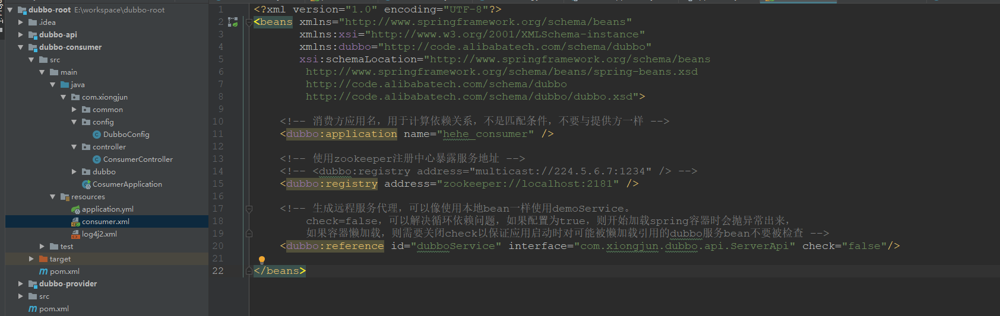 dubbo-root E:\workspace\dubbo-root
.idea
dubbo-api
dubbo-consumer
src
main
java
com.xiongjun
common
config
DubboConfig
controller
ConsumerController
dubbo
CosumerApplication
resources
application.yml
consumer.xml
log4j2.xml
test
target
pom.xml
dubbo-provider
src
pom.xml
1 <?xml version="1.0" encoding="UTF-8"?>
2 <beans xmlns="http://www.springframework.org/schema/beans"
3 xmlns:xsi="http://www.w3.org/2001/XMLSchema-instance"
4 xmlns:dubbo="http://code.alibabatech.com/schema/dubbo"
5 xsi:schemaLocation="http://www.springframework.org/schema/beans
6 http://www.springframework.org/schema/beans/spring-beans.xsd
7 http://code.alibabatech.com/schema/dubbo
8 http://code.alibabatech.com/schema/dubbo/dubbo.xsd">
9
10 <!-- 消费方应用名，用于计算依赖关系，不是匹配条件，不要与提供方一样 -->
11 <dubbo:application name="hehe_consumer" />
12
13 <!-- 使用zookeeper注册中心暴露服务地址 -->
14 <!-- <dubbo:registry address="multicast://224.5.6.7:1234" /> -->
15 <dubbo:registry address="zookeeper://localhost:2181" />
16
17 <!-- 生成远程服务代理，可以像使用本地bean一样使用demoService。
18 check=false，可以解决循环依赖问题，如果配置为true，则开始加载spring容器时会抛异常出来，
19 如果容器懒加载，则需要关闭check以保证应用启动时对可能被懒加载引用的dubbo服务bean不要被检查 -->
20 <dubbo:reference id="dubboService" interface="com.xiongjun.dubbo.api.ServerApi" check="false"/>
21
22 </beans>